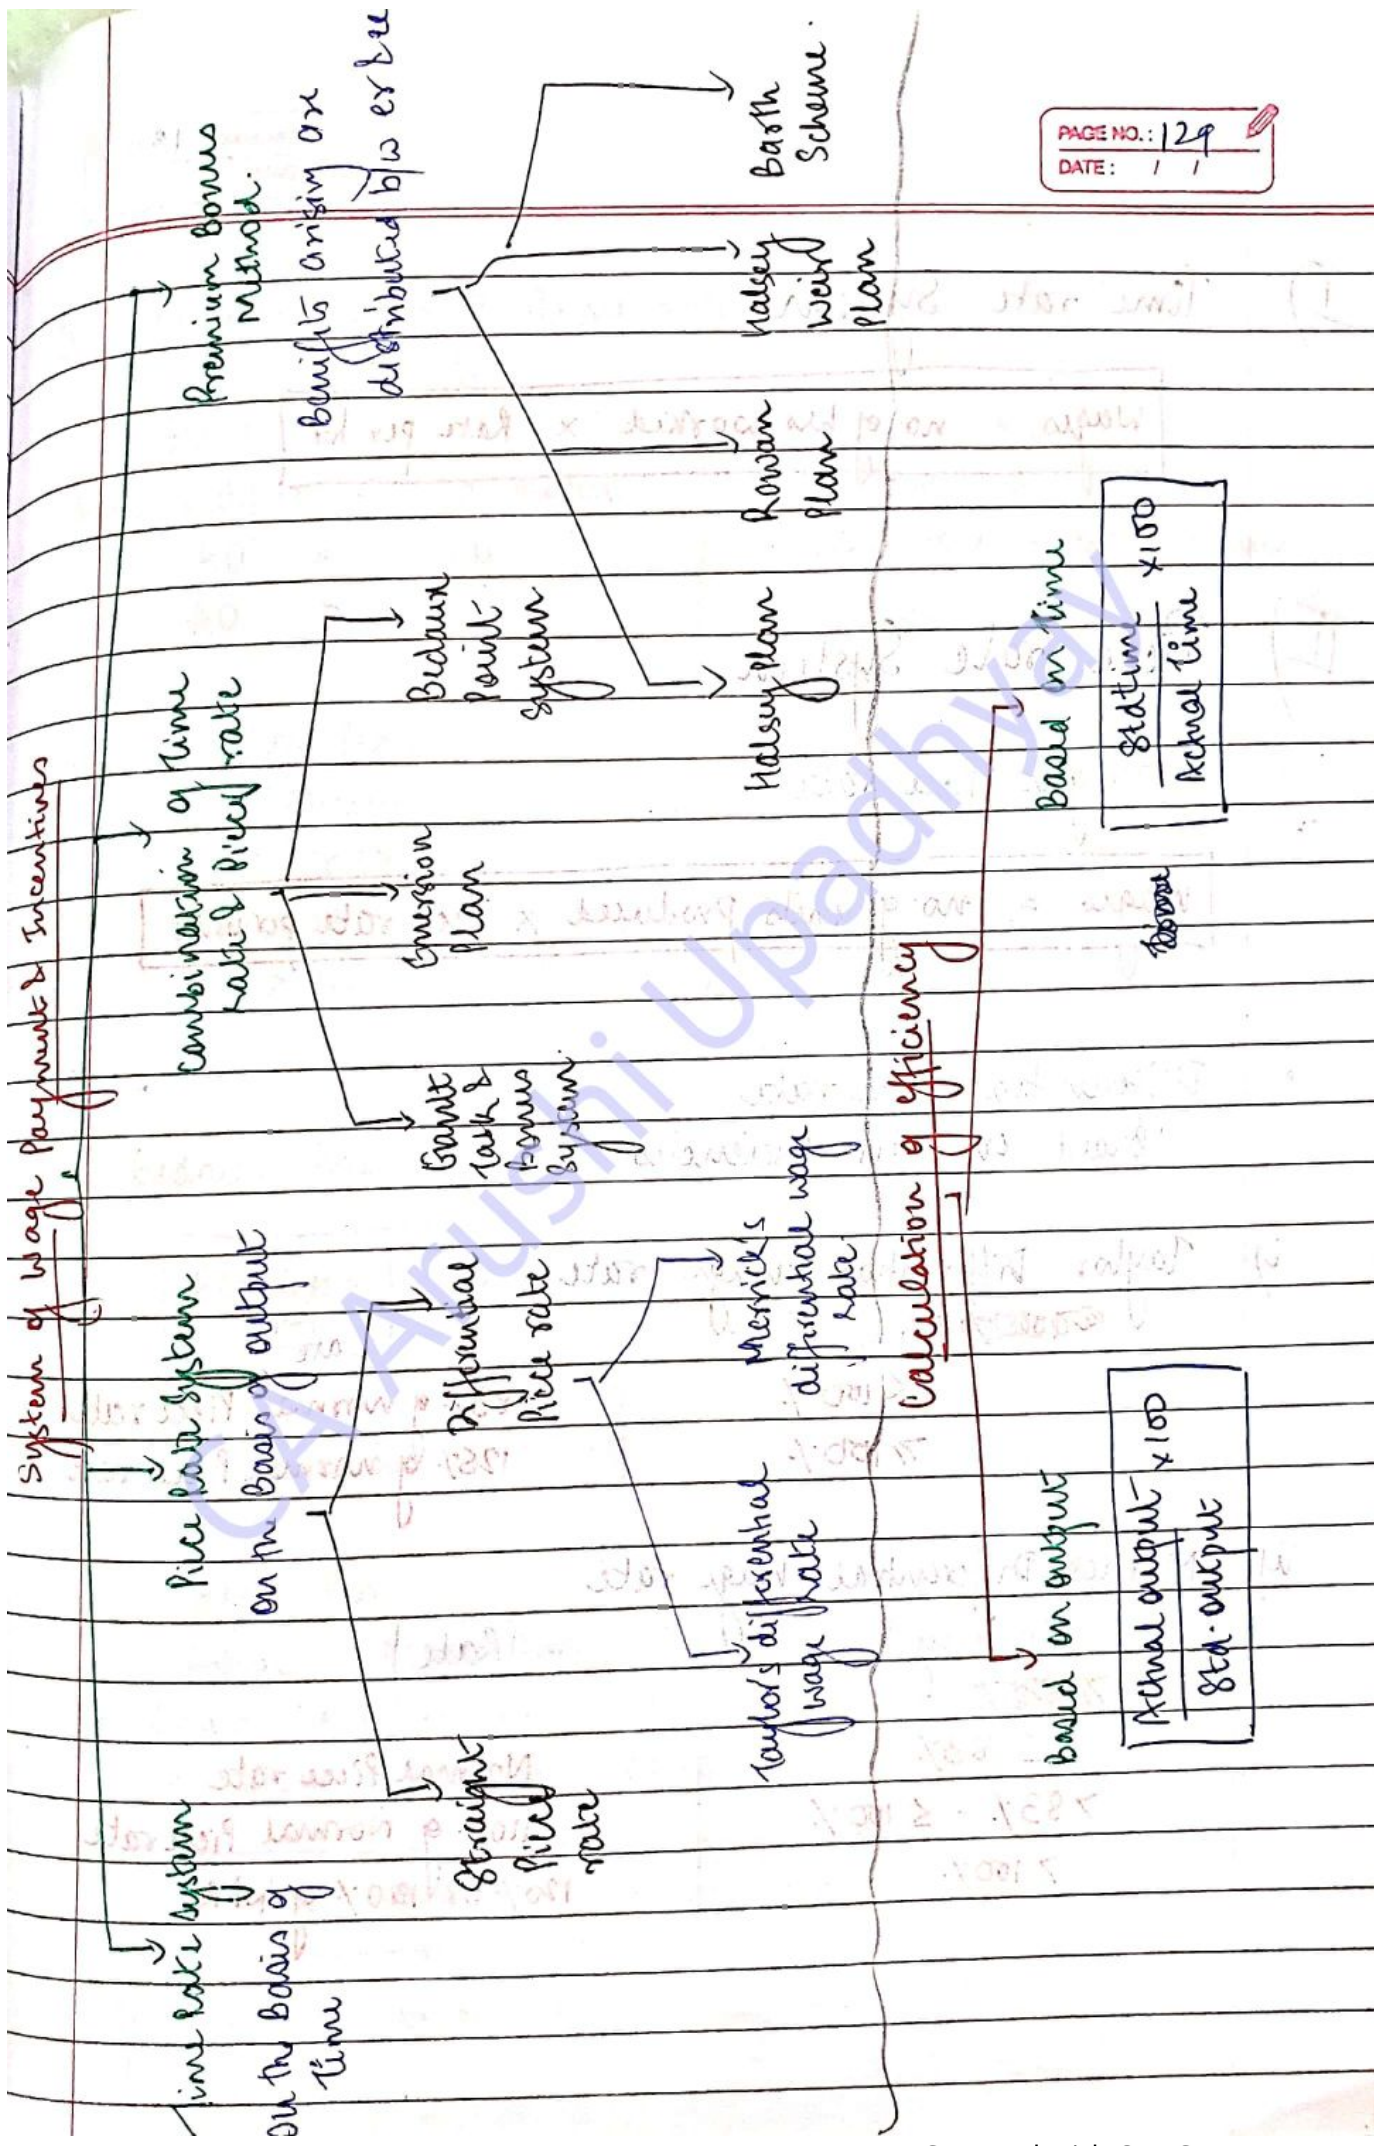 System of Wage Payment & Incentives
Time Rate System
on the Basis of
Time
Piece Rate System
on the Basis of output
Straight
Piece
rate
Differential
Piece rate
Taylor's differential
wage Rate
Merrick's
differential wage
rate
Combination of Time
Rate & Piece rate
Gantt
Task &
Bonus
System
Emersion
Plan
Bedaux
Point
System
Premium Bonus
Method.
Benifits arising are
distributed b/w er & ee
Halsey Plan
Rowan
Plan
Halsey
Weir
Plan
Barth
Scheme.
Calculation of efficiency
Based on output
Actual output × 100
Std. output
Based on Time
Std time × 100
Actual time
PAGE NO.: 129
DATE: / /
CA Arushi Upadhyay